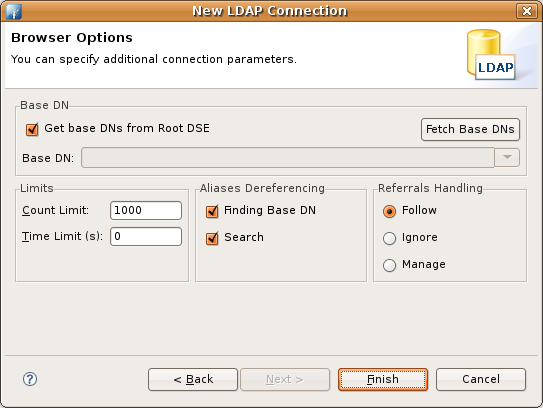 New LDAP Connection
Browser Options
You can specify additional connection parameters.
LDAP
Base DN
Get base DNs from Root DSE
Fetch Base DNs
Base DN:
Limits
Count Limit: 1000
Time Limit (s): 0
Aliases Dereferencing
Finding Base DN
Search
Referrals Handling
Follow
Ignore
Manage
?
< Back
Next >
Finish
Cancel